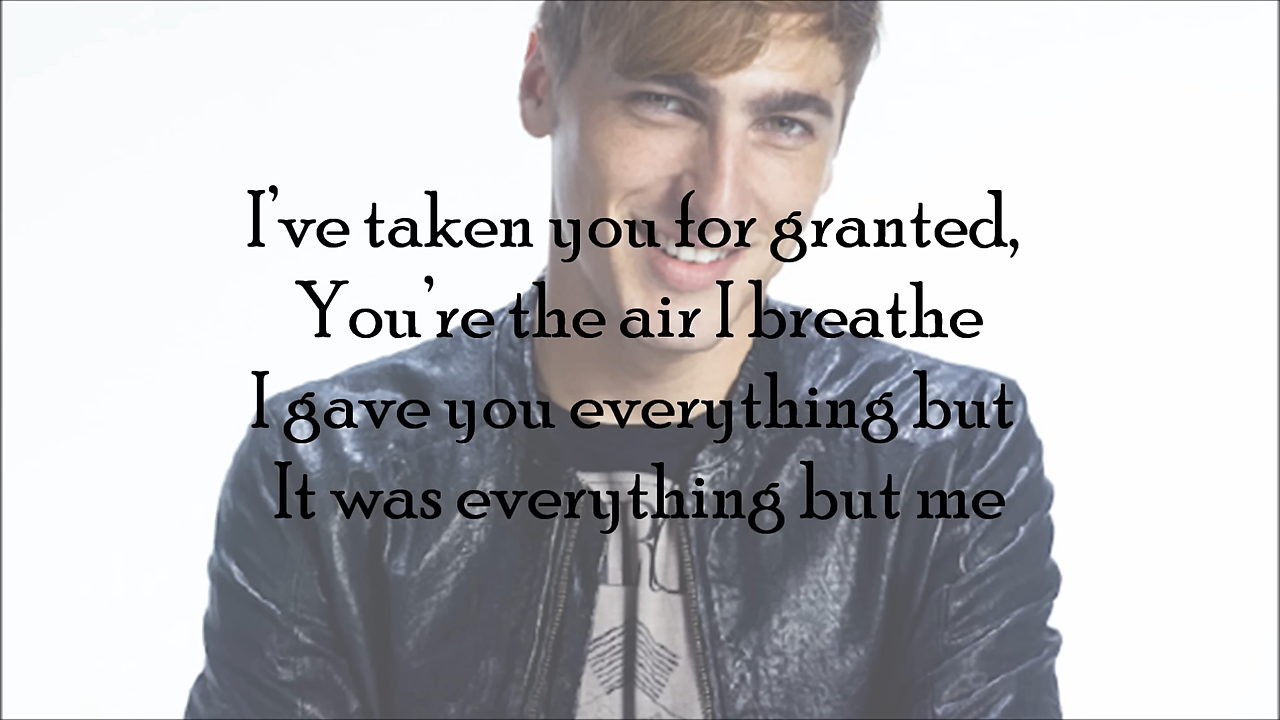 I've taken you for granted,
You're the air I breathe
I gave you everything but
It was everything but me